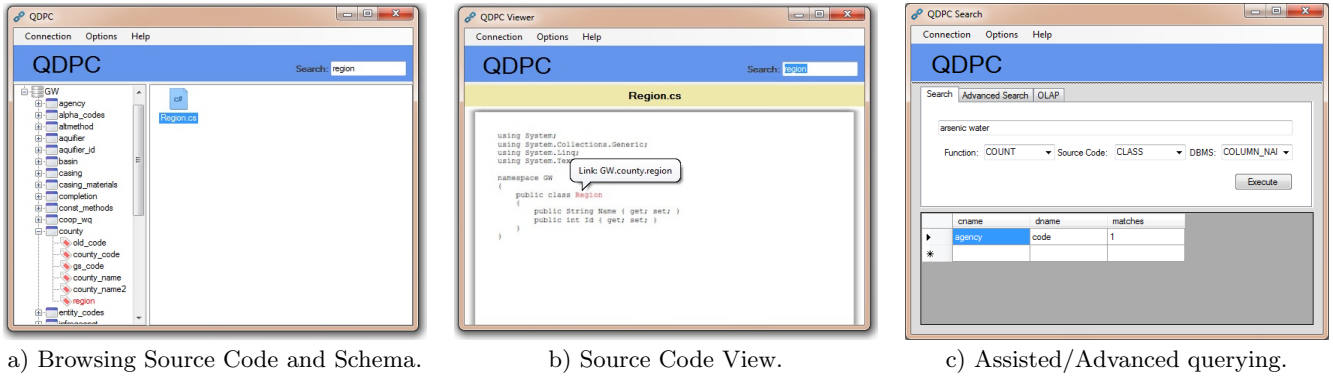 QDPC
Connection Options Help
QDPC
Search: region
GW
agency
alpha_codes
altmethod
aquifier
aquifier_id
basin
casing
casing_materials
completion
const_methods
coop_wq
county
old_code
county_code
gs_code
county_name
county_name2
region
entity_codes
c#
Region.cs
a) Browsing Source Code and Schema.
QDPC Viewer
Connection Options Help
QDPC
Search: region
Region.cs
using System;
using System.Collections.Generic;
using System.Linq;
using System.Tex
Link: GW.county.region
namespace GW
{
public class Region
{
public String Name { get; set; }
public int Id { get; set; }
}
}
b) Source Code View.
QDPC Search
Connection Options Help
QDPC
Search Advanced Search OLAP
arsenic water
Function: COUNT Source Code: CLASS DBMS: COLUMN_NAI
Execute
cname dname matches
agency code 1
c) Assisted/Advanced querying.